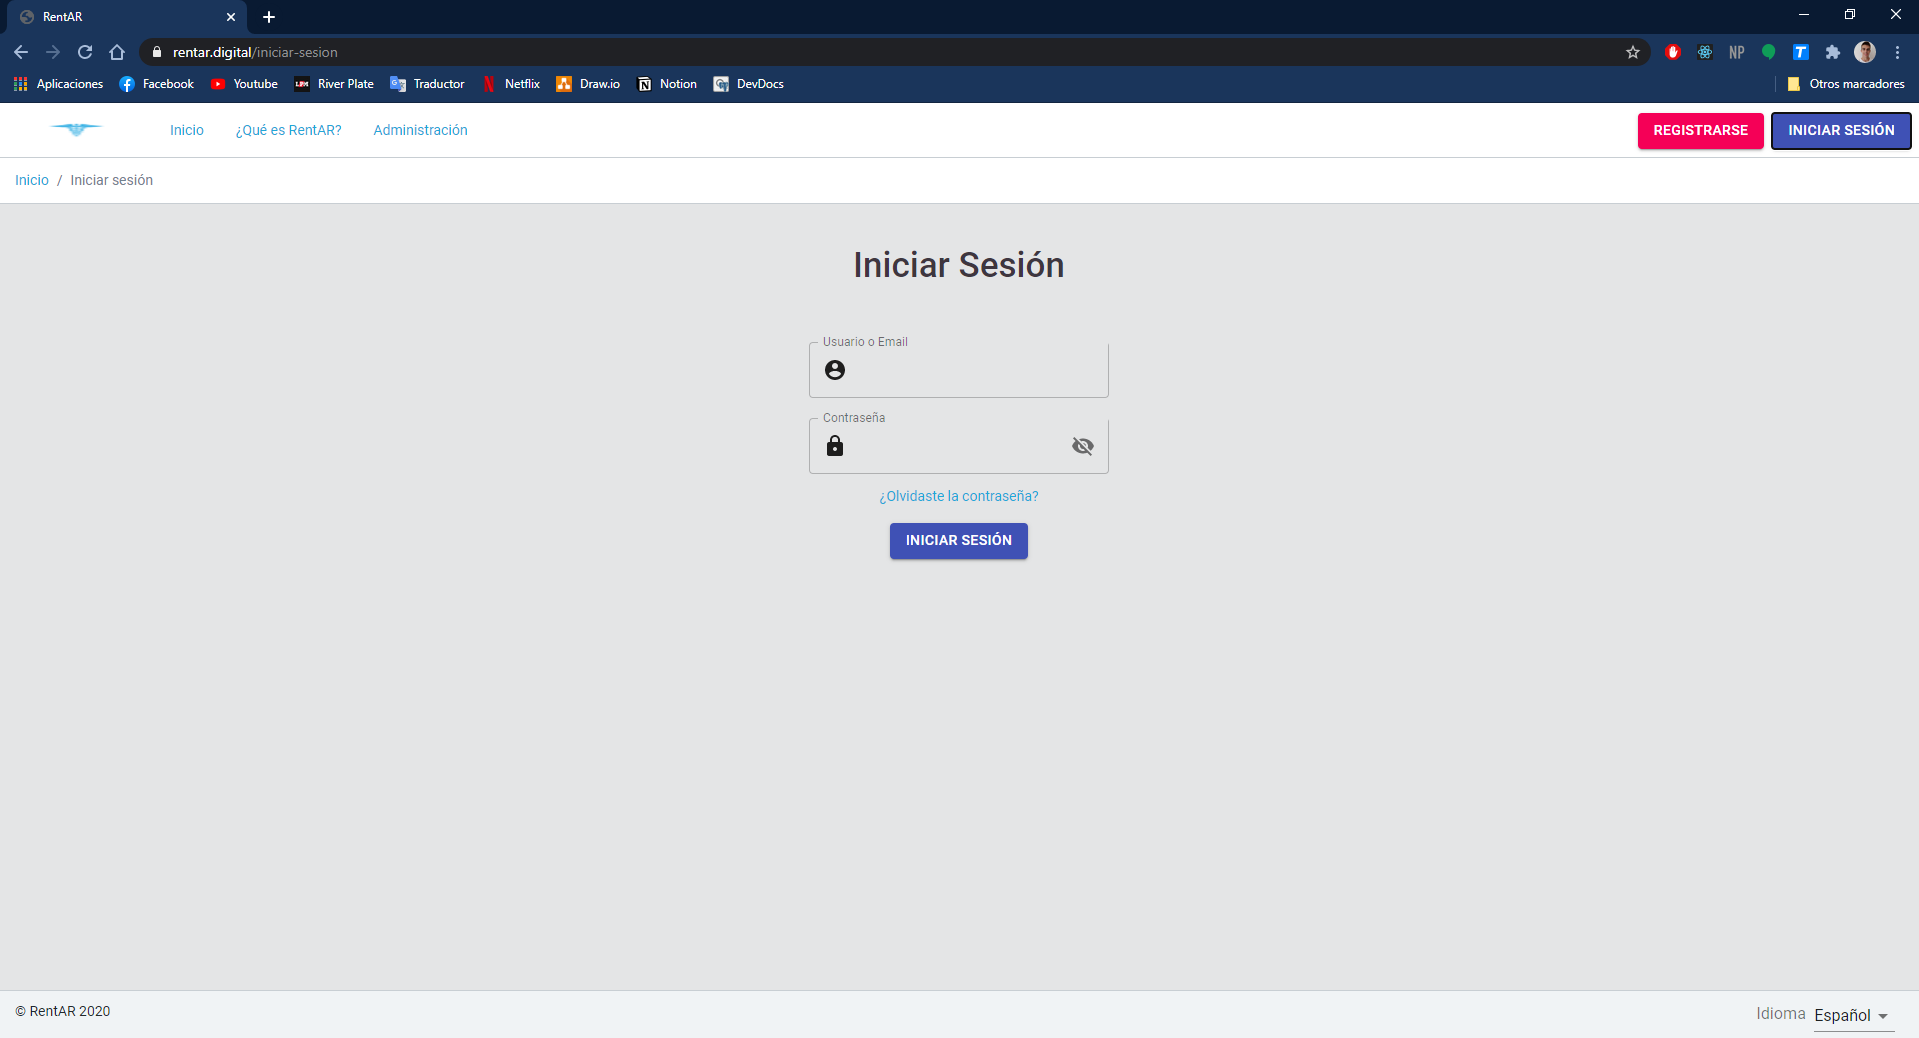 RentAR
rentar.digital/iniciar-sesion
NP
Aplicaciones Facebook Youtube River Plate Traductor Netflix Draw.io Notion DevDocs Otros marcadores
Inicio ¿Qué es RentAR? Administración REGISTRARSE INICIAR SESIÓN
Inicio / Iniciar sesión
Iniciar Sesión
Usuario o Email
Contraseña
¿Olvidaste la contraseña?
INICIAR SESIÓN
© RentAR 2020
Idioma Español